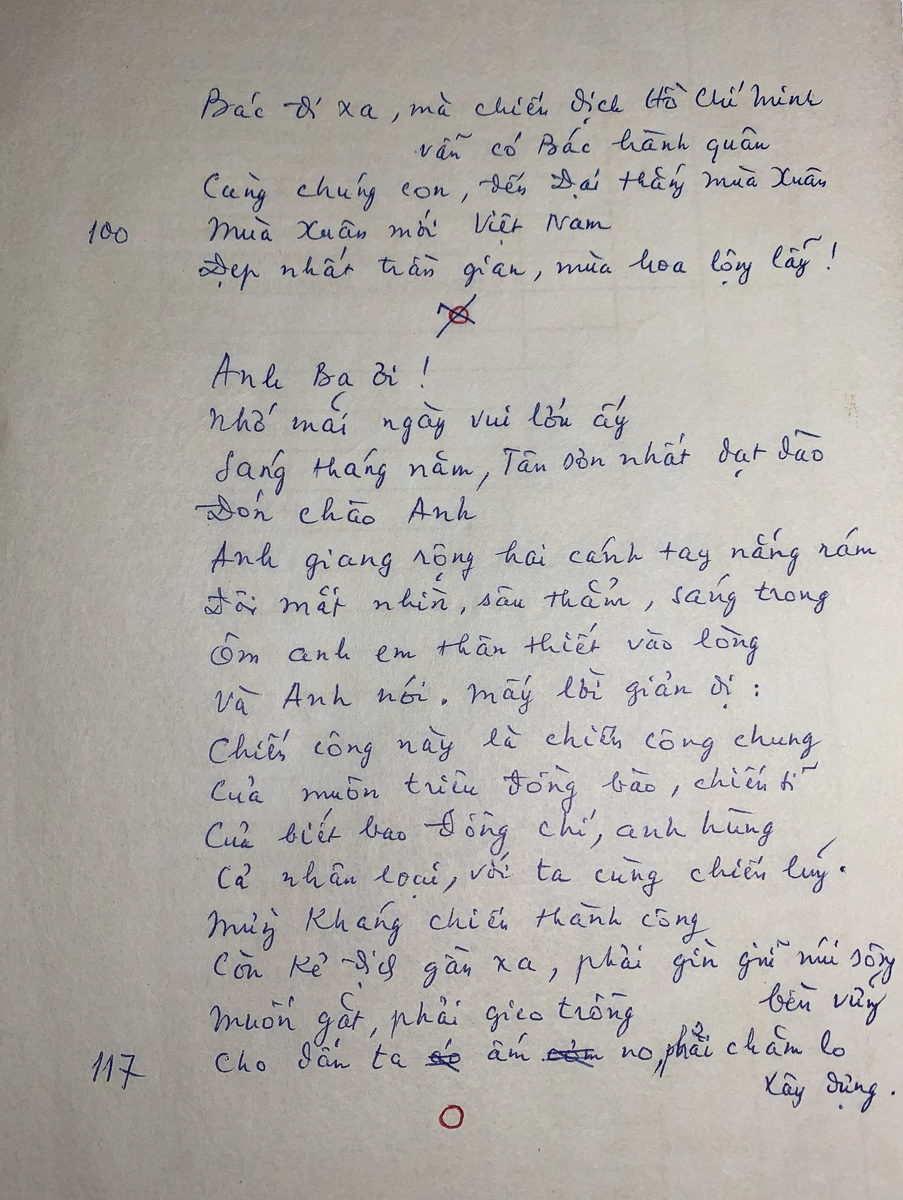 Bác đi xa, mà chiến dịch Hồ Chí Minh
vẫn có Bác hành quân
Cùng chúng con, đến Đại thắng mùa Xuân
100 Mùa Xuân mới Việt Nam
Đẹp nhất trần gian, mùa hoa lộng lẫy!
Anh Ba ơi!
Nhớ mãi ngày vui lớn ấy
Sáng tháng năm, Tân sơn nhất dạt dào
Đón chào Anh
Anh giang rộng hai cánh tay nắng rám
Đôi mắt nhìn, sâu thẳm, sáng trong
Ôm anh em thân thiết vào lòng
Và Anh nói. mấy lời giản dị:
Chiến công này là chiến công chung
Của muôn triệu đồng bào, chiến sĩ
Của biết bao đồng chí, anh hùng
Cả nhân loại, với ta cùng chiến lũy.
Mừng Kháng chiến thành công
Còn kẻ địch gần xa, phải gìn giữ núi sông
bền vững
Muốn gặt, phải gieo trồng
117 Cho dân ta ấm no, phải chăm lo
xây dựng.